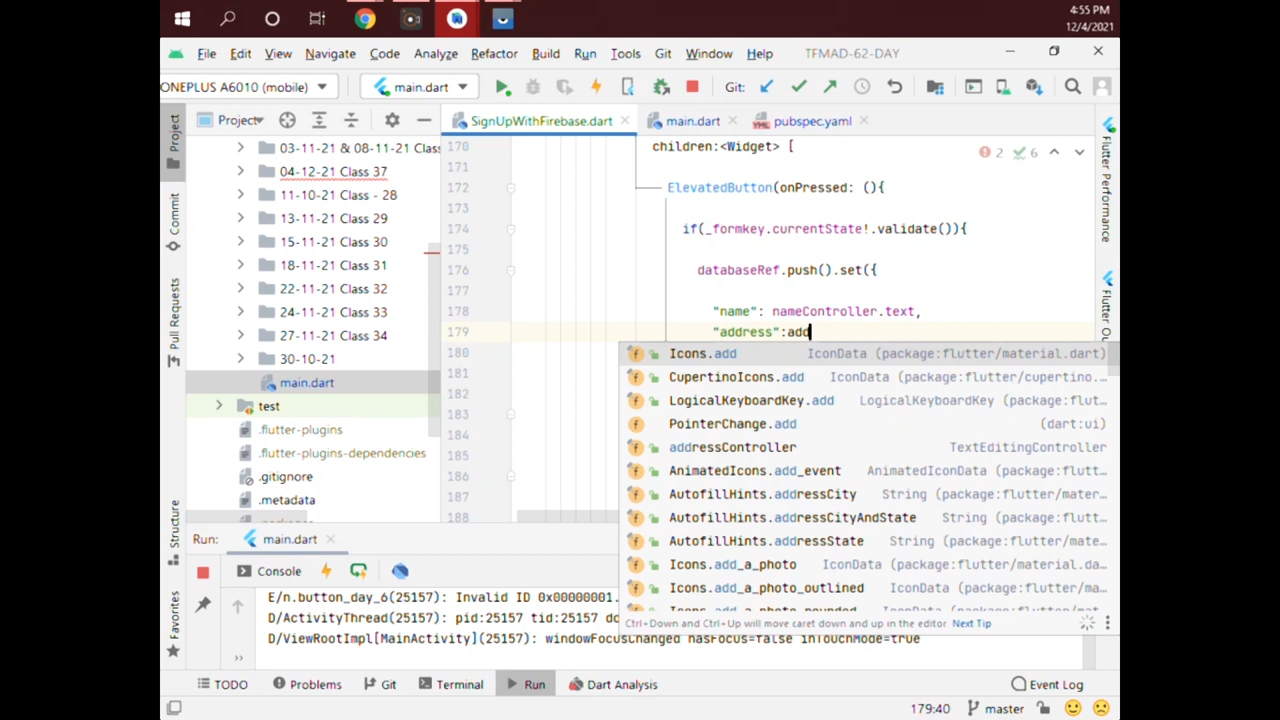 4:55 PM
12/4/2021
File Edit View Navigate Code Analyze Refactor Build Run Tools Git Window Help TFMAD-62-DAY
ONEPLUS A6010 (mobile) main.dart Git:
Project SignUpWithFirebase.dart main.dart pubspec.yaml
Project
Commit
Pull Requests
Structure
Favorites
03-11-21 & 08-11-21 Clas
04-12-21 Class 37
11-10-21 Class - 28
13-11-21 Class 29
15-11-21 Class 30
18-11-21 Class 31
22-11-21 Class 32
24-11-21 Class 33
27-11-21 Class 34
30-10-21
main.dart
test
.flutter-plugins
.flutter-plugins-dependencies
.gitignore
.metadata
170 children:<Widget> [ 2 6
171
172 ElevatedButton(onPressed: (){
173
174 if(_formkey.currentState!.validate()){
175
176 databaseRef.push().set({
177
178 "name": nameController.text,
179 "address":add
180
181
182
183
184
185
186
187
188
Icons.add IconData (package:flutter/material.dart)
CupertinoIcons.add IconData (package:flutter/cupertino....
LogicalKeyboardKey.add LogicalKeyboardKey (package:flut...
PointerChange.add (dart:ui)
addressController TextEditingController
AnimatedIcons.add_event AnimatedIconData (package:flutt...
AutofillHints.addressCity String (package:flutter/mater...
AutofillHints.addressCityAndState String (package:flutt...
AutofillHints.addressState String (package:flutter/mate...
Icons.add_a_photo IconData (package:flutter/material.da...
Icons.add_a_photo_outlined IconData (package:flutter/ma...
Ctrl+Down and Ctrl+Up will move caret down and up in the editor Next Tip
Flutter Performance
Flutter Ou
Run: main.dart
Console
E/n.button_day_6(25157): Invalid ID 0x00000001.
D/ActivityThread(25157): pid:25157 tid:25157 do
D/ViewRootImpl[MainActivity](25157): windowFocusChanged hasFocus=false inTouchMode=true
TODO Problems Git Terminal Run Dart Analysis Event Log
179:40 master